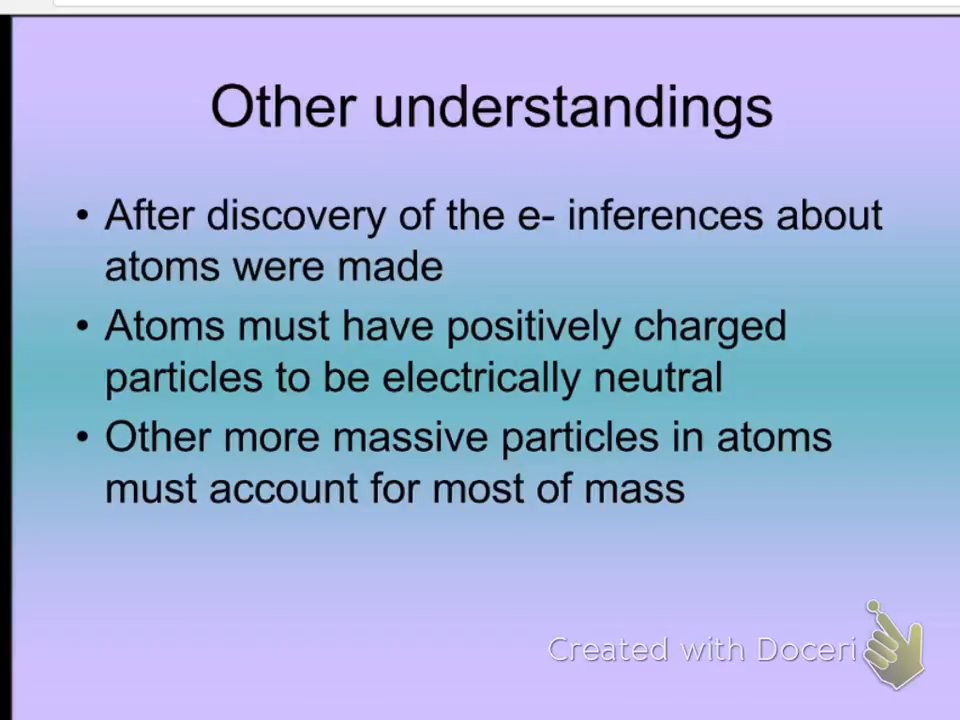 Other understandings
• After discovery of the e- inferences about
atoms were made
• Atoms must have positively charged
particles to be electrically neutral
• Other more massive particles in atoms
must account for most of mass
Created with Doceri